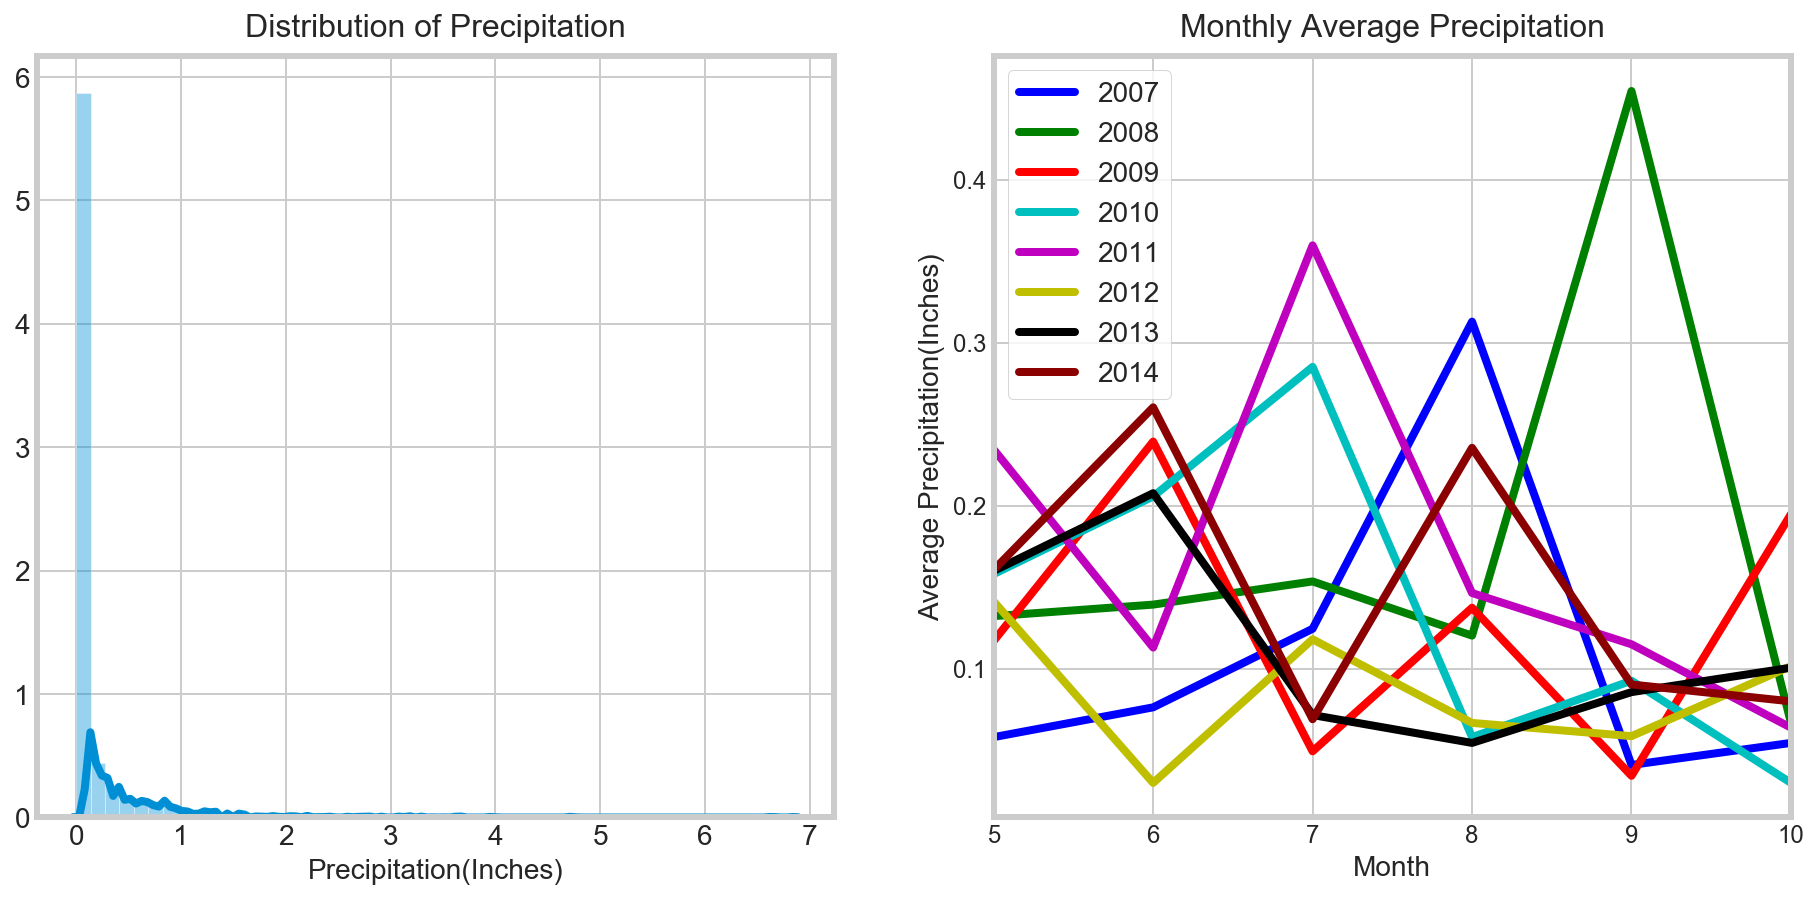 Distribution of Precipitation
6
5
4
3
2
1
0
0 1 2 3 4 5 6 7
Precipitation(Inches)
Monthly Average Precipitation
2007
2008
2009
2010
2011
2012
2013
2014
Average Precipitation(Inches)
0.4
0.3
0.2
0.1
5 6 7 8 9 10
Month